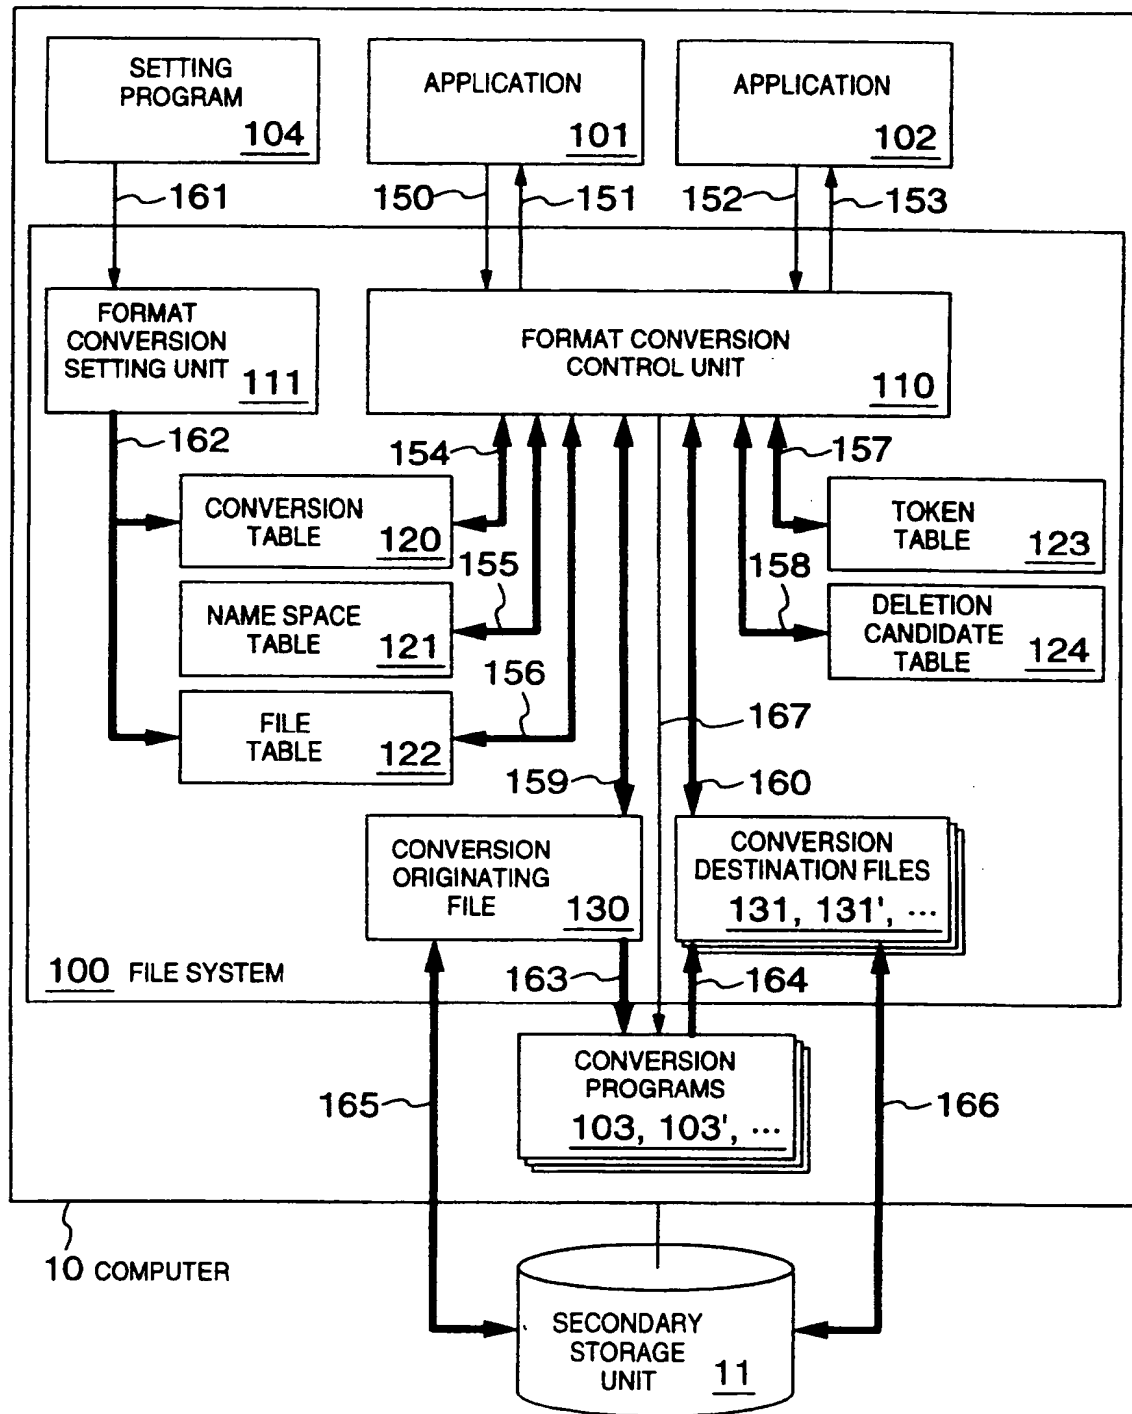 SETTING
PROGRAM
104
APPLICATION
101
APPLICATION
102
161
150
151
152
153
FORMAT
CONVERSION
SETTING UNIT
111
FORMAT CONVERSION
CONTROL UNIT
110
162
154
157
CONVERSION
TABLE
120
TOKEN
TABLE
123
155
158
NAME SPACE
TABLE
121
DELETION
CANDIDATE
TABLE
124
156
FILE
TABLE
122
167
159
160
CONVERSION
ORIGINATING
FILE
130
CONVERSION
DESTINATION FILES
131, 131', ...
100 FILE SYSTEM
163
164
CONVERSION
PROGRAMS
103, 103', ...
165
166
10 COMPUTER
SECONDARY
STORAGE
UNIT
11